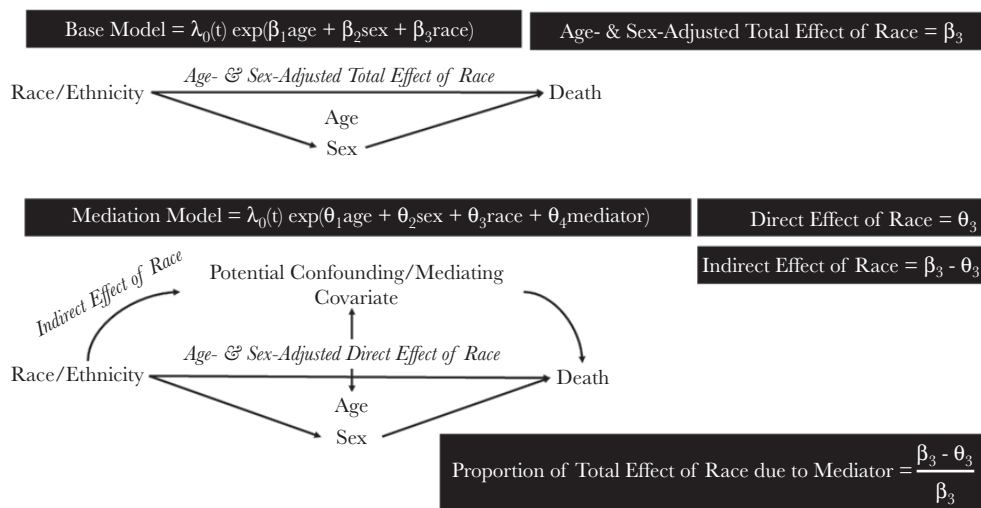 Base Model = λ₀(t) exp(β₁age + β₂sex + β₃race)
Age- & Sex-Adjusted Total Effect of Race = β₃
Age- & Sex-Adjusted Total Effect of Race
Race/Ethnicity
Death
Age
Sex
Mediation Model = λ₀(t) exp(θ₁age + θ₂sex + θ₃race + θ₄mediator)
Direct Effect of Race = θ₃
Indirect Effect of Race = β₃ - θ₃
Indirect Effect of Race
Potential Confounding/Mediating
Covariate
Age- & Sex-Adjusted Direct Effect of Race
Race/Ethnicity
Death
Age
Sex
Proportion of Total Effect of Race due to Mediator = β₃ - θ₃
β₃